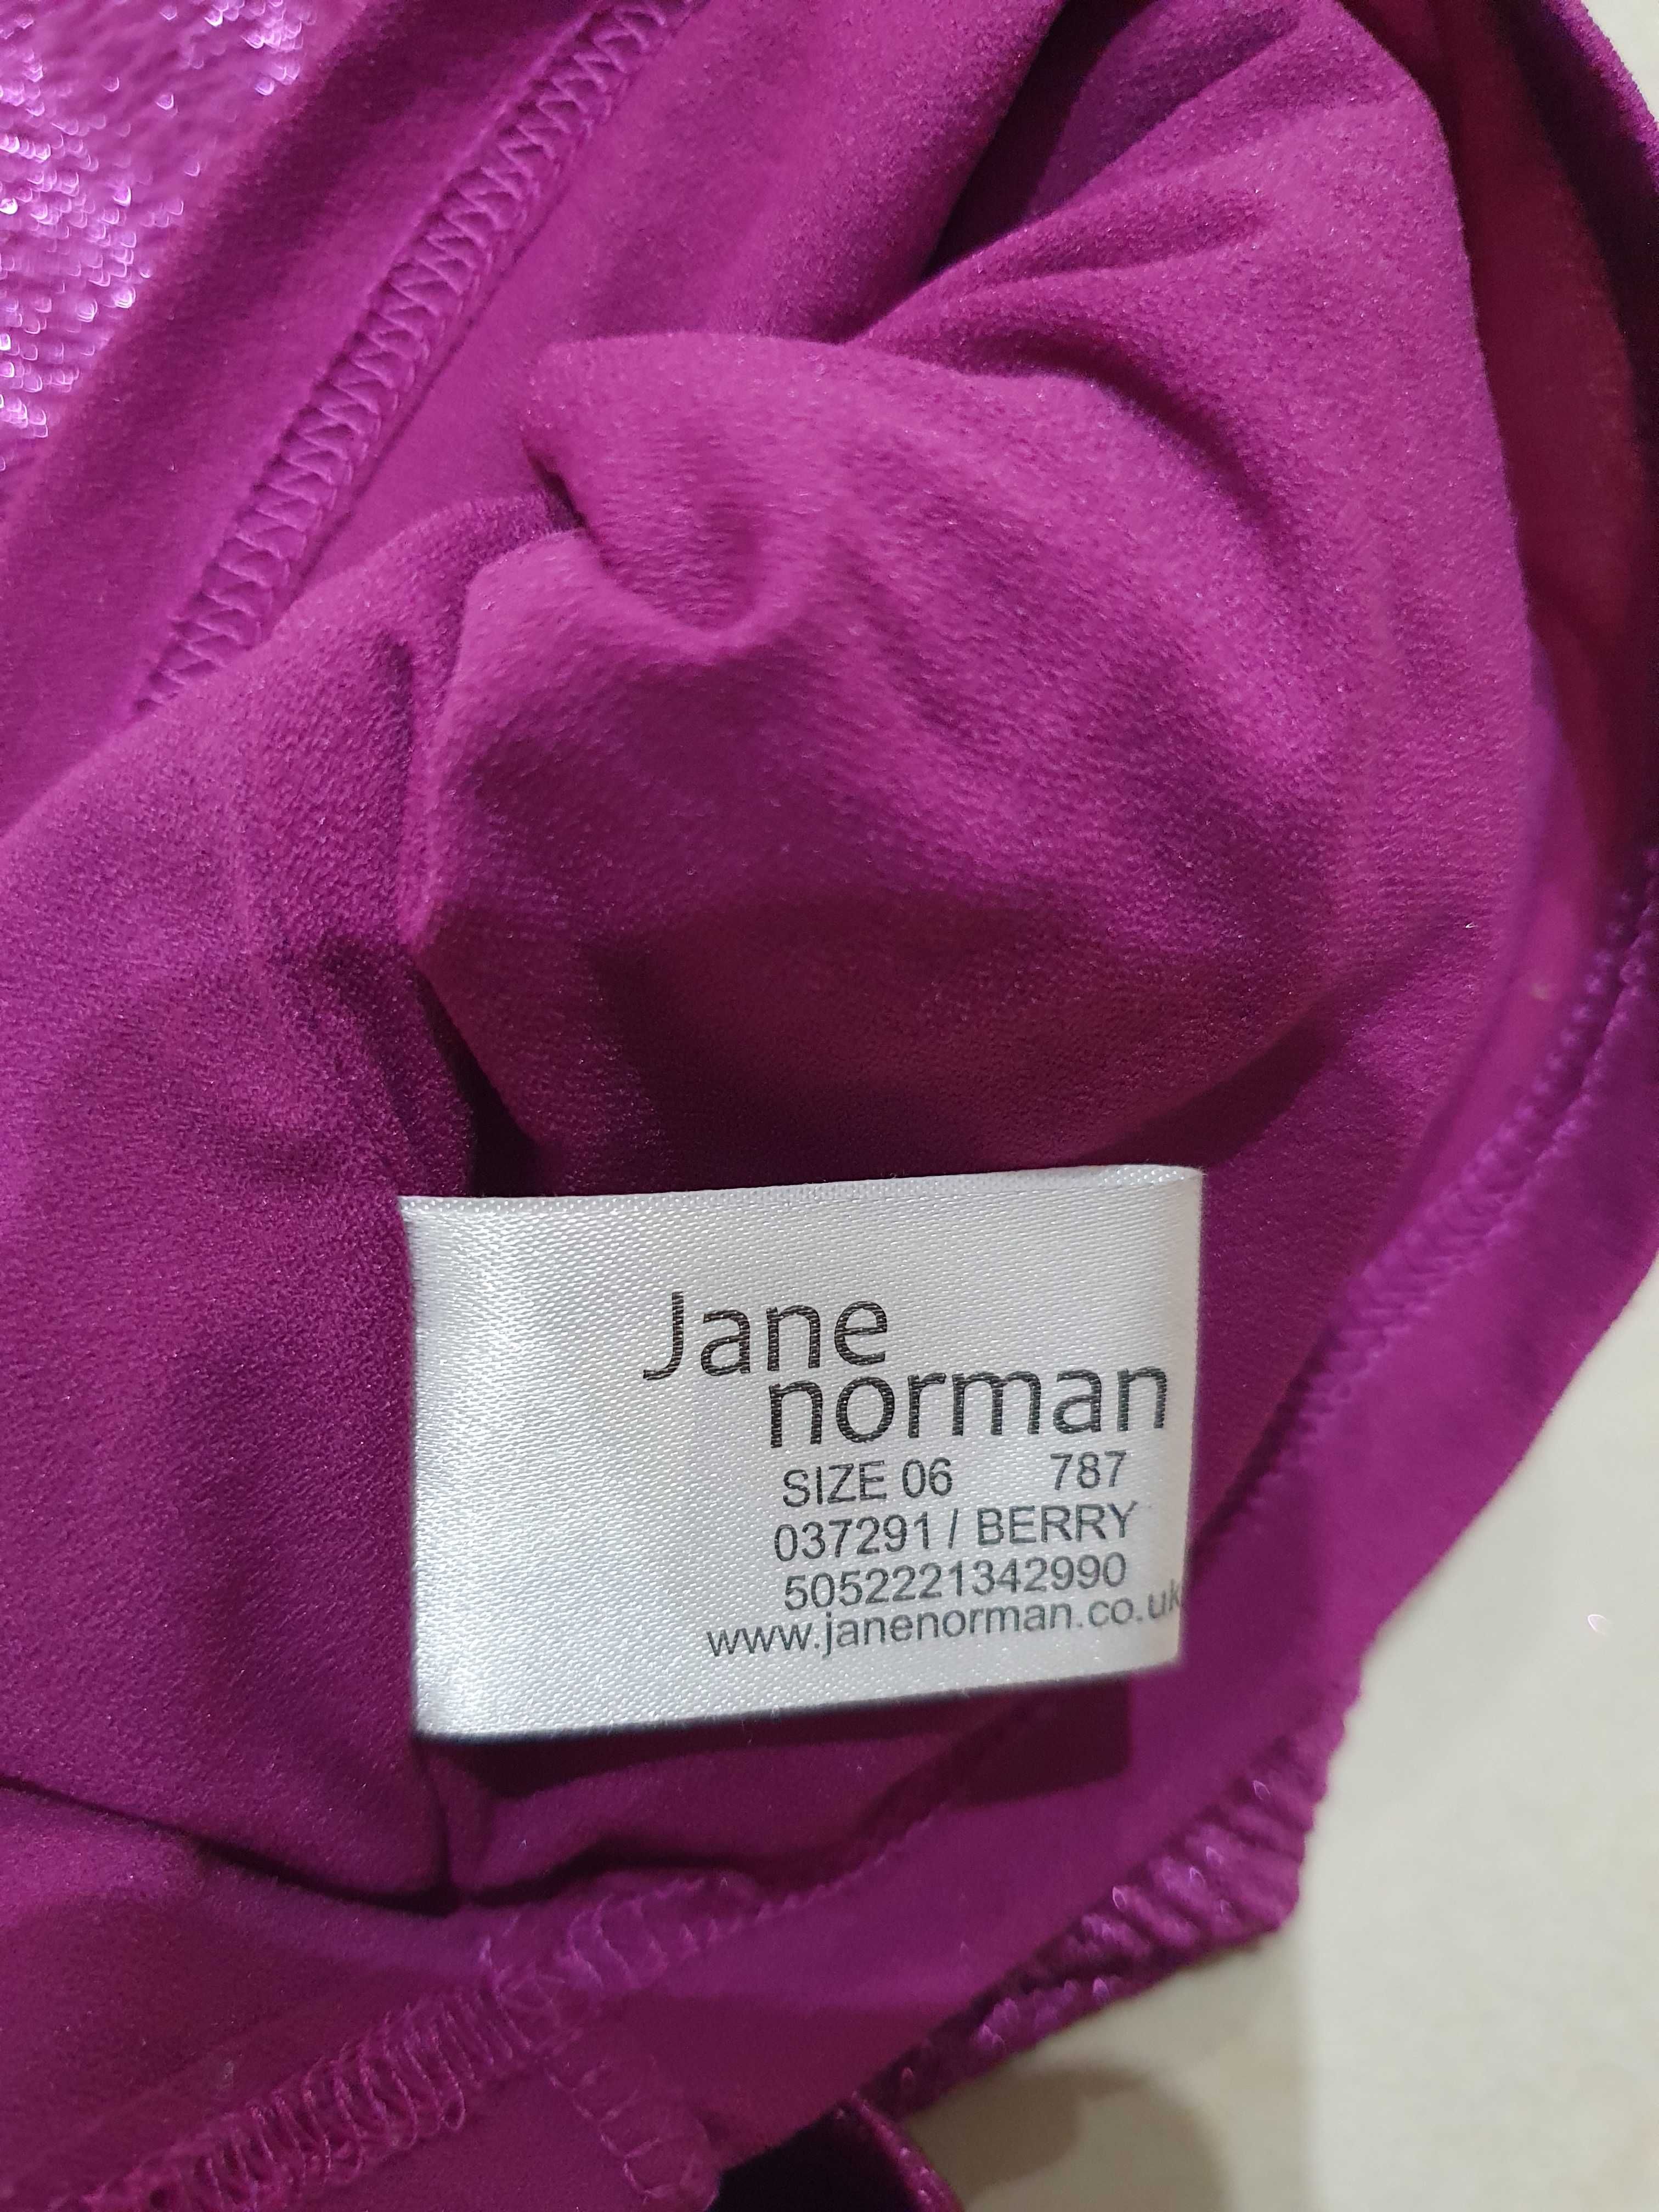 Jane
norman
SIZE 06 787
037291 / BERRY
5052221342990
www.janenorman.co.uk